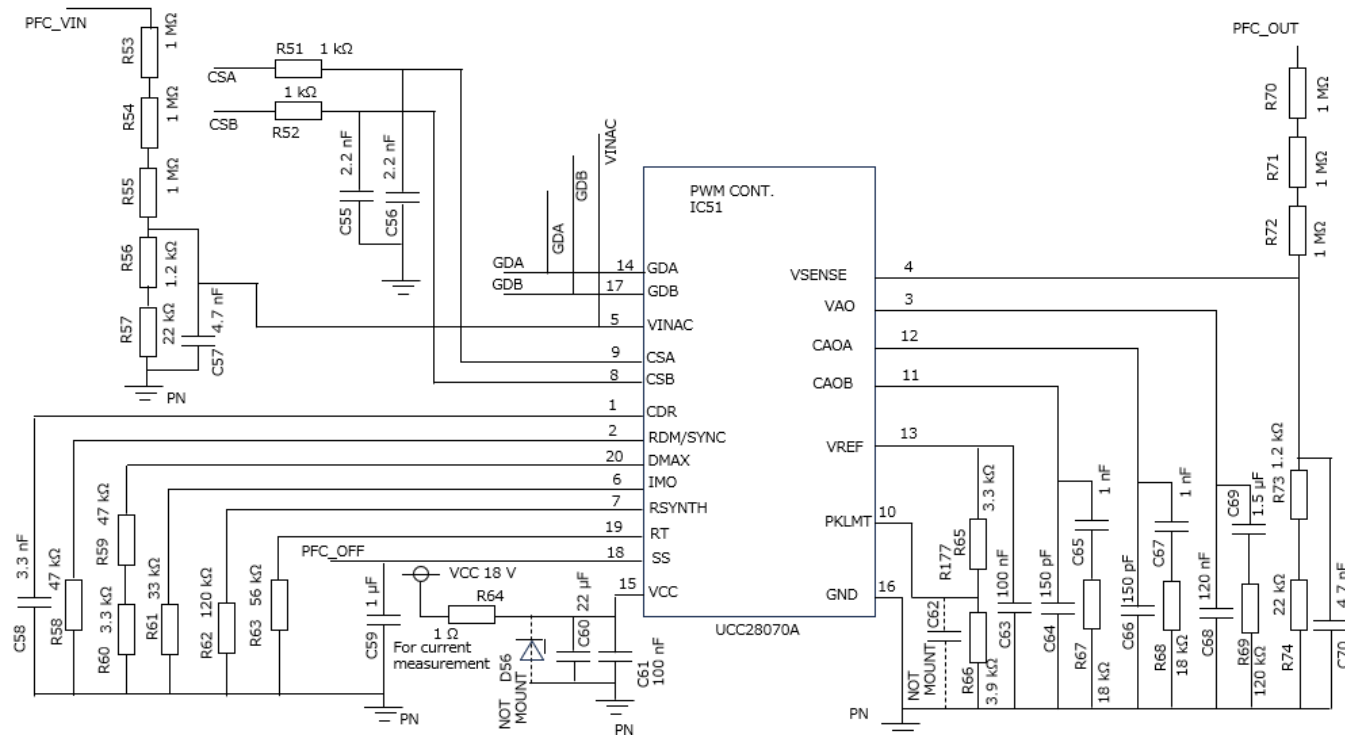 PFC_VIN
R53
1 MΩ
R54
1 MΩ
R55
1 MΩ
R56
1.2 kΩ
R57
22 kΩ
C57
4.7 nF
PN
CSA
R51
1 kΩ
CSB
1 kΩ
R52
C55
2.2 nF
C56
2.2 nF
GDA
GDB
VINAC
GDA
GDB
PWM CONT.
IC51
14
GDA
17
GDB
5
VINAC
9
CSA
8
CSB
1
CDR
2
RDM/SYNC
20
DMAX
6
IMO
7
RSYNTH
19
RT
18
SS
15
VCC
VSENSE
4
VAO
3
CAOA
12
CAOB
11
VREF
13
PKLMT
10
GND
16
UCC28070A
PFC_OFF
VCC 18 V
R64
1 Ω
For current
measurement
C58
3.3 nF
R58
47 kΩ
R59
47 kΩ
R60
3.3 kΩ
R61
33 kΩ
R62
120 kΩ
R63
56 kΩ
C59
1 µF
PN
NOT
MOUNT
D56
C60
22 µF
C61
100 nF
PN
PFC_OUT
R70
1 MΩ
R71
1 MΩ
R72
1 MΩ
R73
1.2 kΩ
R74
22 kΩ
C70
4.7 nF
R177
R65
3.3 kΩ
C62
NOT
MOUNT
R66
3.9 kΩ
C63
100 nF
C64
150 pF
C65
1 nF
R67
18 kΩ
C66
150 pF
C67
1 nF
R68
18 kΩ
C68
120 nF
C69
1.5 µF
R69
120 kΩ
PN